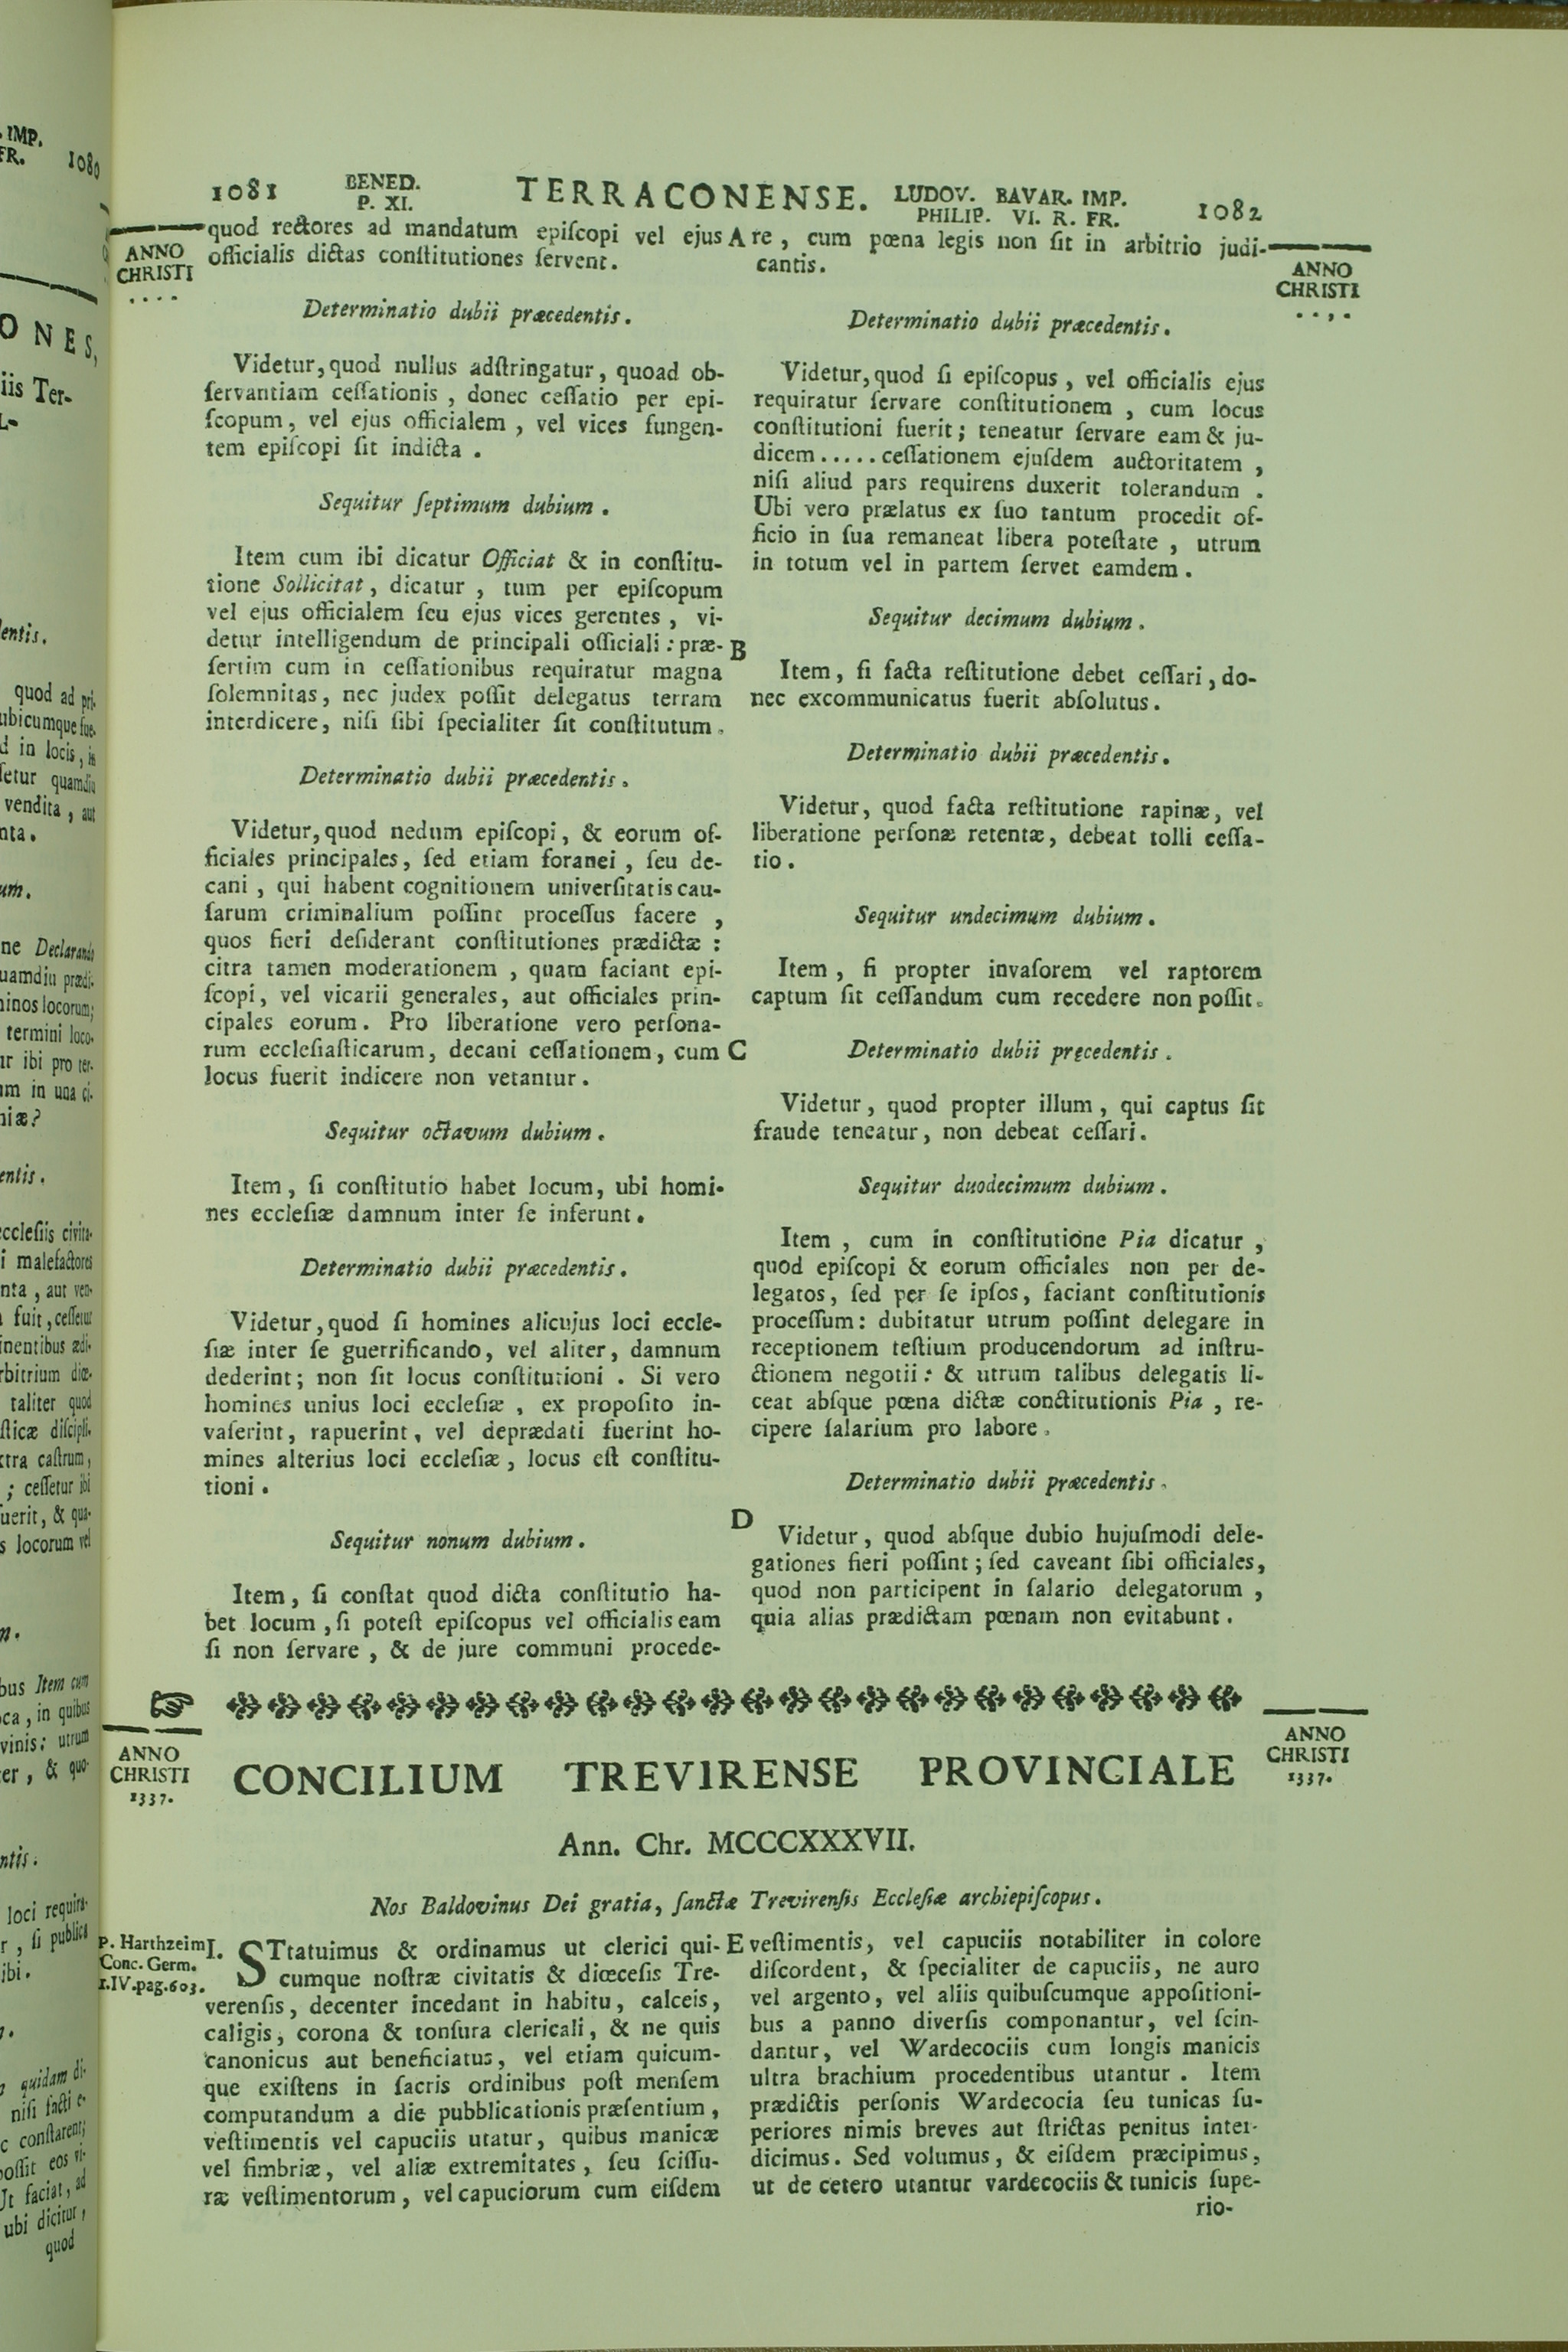 1081 BENED. P. XI. TERRACONENSE. LUDOV. BAVAR. IMP. PHILIP. VI. R. FR. 1082
ANNO
CHRISTI
. . . .
quod rectores ad mandatum epiſcopi vel ejus
officialis dictas conſtitutiones ſervent.
Determinatio dubii præcedentis.
Videtur, quod nullus adſtringatur, quoad ob-
ſervantiam ceſſationis, donec ceſſatio per epi-
ſcopum, vel ejus officialem, vel vices fungen-
tem epiſcopi ſit indicta.
Sequitur ſeptimum dubium.
Item cum ibi dicatur Officiat & in conſtitu-
tione Sollicitat, dicatur, tum per epiſcopum
vel ejus officialem ſeu ejus vices gerentes, vi-
detur intelligendum de principali officiali: præ-
ſertim cum in ceſſationibus requiratur magna
ſolemnitas, nec judex poſſit delegatus terram
interdicere, niſi ſibi ſpecialiter ſit conſtitutum.
Determinatio dubii præcedentis.
Videtur, quod nedum epiſcopi, & eorum of-
ficiales principales, ſed etiam foranei, ſeu de-
cani, qui habent cognitionem univerſitatis cau-
ſarum criminalium poſſint proceſſus facere,
quos fieri deſiderant conſtitutiones prædictæ:
citra tamen moderationem, quam faciant epi-
ſcopi, vel vicarii generales, aut officiales prin-
cipales eorum. Pro liberatione vero perſona-
rum eccleſiaſticarum, decani ceſſationem, cum
locus fuerit indicere non vetantur.
Sequitur octavum dubium.
Item, ſi conſtitutio habet locum, ubi homi-
nes eccleſiæ damnum inter ſe inferunt.
Determinatio dubii præcedentis.
Videtur, quod ſi homines alicujus loci eccle-
ſiæ inter ſe guerrificando, vel aliter, damnum
dederint; non ſit locus conſtitutioni. Si vero
homines unius loci eccleſiæ, ex propoſito in-
vaſerint, rapuerint, vel deprædati fuerint ho-
mines alterius loci eccleſiæ, locus eſt conſtitu-
tioni.
Sequitur nonum dubium.
Item, ſi conſtat quod dicta conſtitutio ha-
bet locum, ſi poteſt epiſcopus vel officialis eam
ſi non ſervare, & de jure communi procede-
A
B
C
D
re, cum pœna legis non ſit in arbitrio judi-
cantis.
ANNO
CHRISTI
. . , .
Determinatio dubii præcedentis.
Videtur, quod ſi epiſcopus, vel officialis ejus
requiratur ſervare conſtitutionem, cum locus
conſtitutioni fuerit; teneatur ſervare eam & ju-
dicem ..... ceſſationem ejuſdem auctoritatem,
niſi aliud pars requirens duxerit tolerandum.
Ubi vero prælatus ex ſuo tantum procedit of-
ficio in ſua remaneat libera poteſtate, utrum
in totum vel in partem ſervet eamdem.
Sequitur decimum dubium.
Item, ſi facta reſtitutione debet ceſſari, do-
nec excommunicatus fuerit abſolutus.
Determinatio dubii præcedentis.
Videtur, quod facta reſtitutione rapinæ, vel
liberatione perſonæ retentæ, debeat tolli ceſſa-
tio.
Sequitur undecimum dubium.
Item, ſi propter invaſorem vel raptorem
captum ſit ceſſandum cum recedere non poſſit.
Determinatio dubii pręcedentis.
Videtur, quod propter illum, qui captus ſit
fraude teneatur, non debeat ceſſari.
Sequitur duodecimum dubium.
Item, cum in conſtitutione Pia dicatur,
quod epiſcopi & eorum officiales non per de-
legatos, ſed per ſe ipſos, faciant conſtitutionis
proceſſum: dubitatur utrum poſſint delegare in
receptionem teſtium producendorum ad inſtru-
ctionem negotii: & utrum talibus delegatis li-
ceat abſque pœna dictæ conctitutionis Pia, re-
cipere ſalarium pro labore.
Determinatio dubii præcedentis.
Videtur, quod abſque dubio hujuſmodi dele-
gationes fieri poſſint; ſed caveant ſibi officiales,
quod non participent in ſalario delegatorum,
quia alias prædictam pœnam non evitabunt.
ANNO
CHRISTI
1337.
CONCILIUM TREVIRENSE PROVINCIALE
ANNO
CHRISTI
1337.
Ann. Chr. MCCCXXXVII.
Nos Baldovinus Dei gratia, ſanctæ Trevirenſis Eccleſiæ archiepiſcopus.
P. Harthzeim
Conc. Germ.
t.IV.pag.603.
I. STtatuimus & ordinamus ut clerici qui-
cumque noſtræ civitatis & diœceſis Tre-
verenſis, decenter incedant in habitu, calceis,
caligis, corona & tonſura clericali, & ne quis
canonicus aut beneficiatus, vel etiam quicum-
que exiſtens in ſacris ordinibus poſt menſem
computandum a die pubblicationis præſentium,
veſtimentis vel capuciis utatur, quibus manicæ
vel fimbriæ, vel aliæ extremitates, ſeu ſciſſu-
ræ veſtimentorum, vel capuciorum cum eiſdem
E
veſtimentis, vel capuciis notabiliter in colore
diſcordent, & ſpecialiter de capuciis, ne auro
vel argento, vel aliis quibuſcumque appoſitioni-
bus a panno diverſis componantur, vel ſcin-
dantur, vel Wardecociis cum longis manicis
ultra brachium procedentibus utantur. Item
prædictis perſonis Wardecocia ſeu tunicas ſu-
periores nimis breves aut ſtrictas penitus inter-
dicimus. Sed volumus, & eiſdem præcipimus,
ut de cetero utantur vardecociis & tunicis ſupe-
rio-